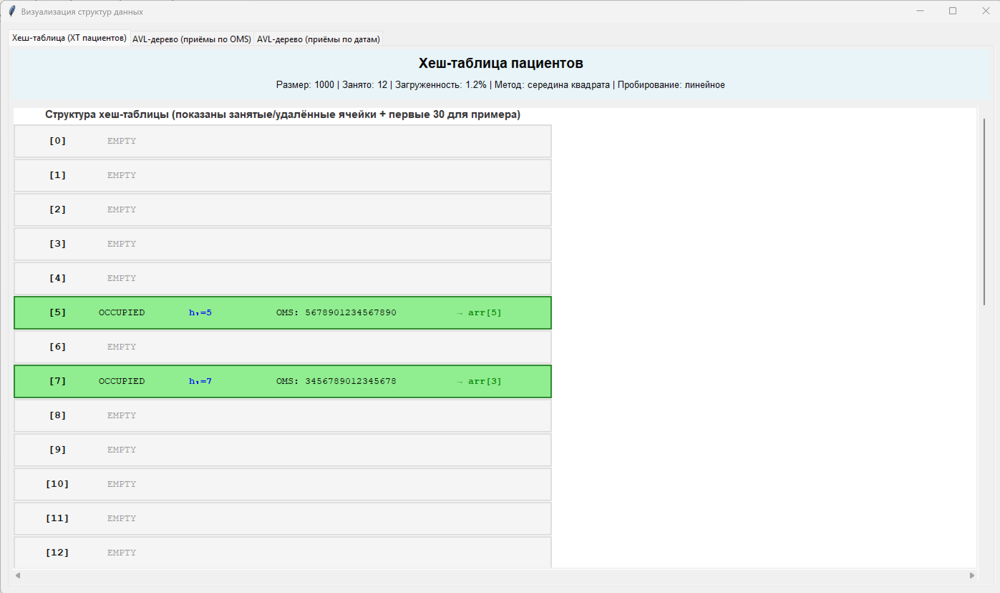 Визуализация структур данных
Хеш-таблица (ХТ пациентов) AVL-дерево (приёмы по OMS) AVL-дерево (приёмы по датам)
Хеш-таблица пациентов
Размер: 1000 | Занято: 12 | Загруженность: 1.2% | Метод: середина квадрата | Пробирование: линейное
Структура хеш-таблицы (показаны занятые/удалённые ячейки + первые 30 для примера)
[0] EMPTY
[1] EMPTY
[2] EMPTY
[3] EMPTY
[4] EMPTY
[5] OCCUPIED h₁=5 OMS: 5678901234567890 → arr[5]
[6] EMPTY
[7] OCCUPIED h₁=7 OMS: 3456789012345678 → arr[3]
[8] EMPTY
[9] EMPTY
[10] EMPTY
[11] EMPTY
[12] EMPTY